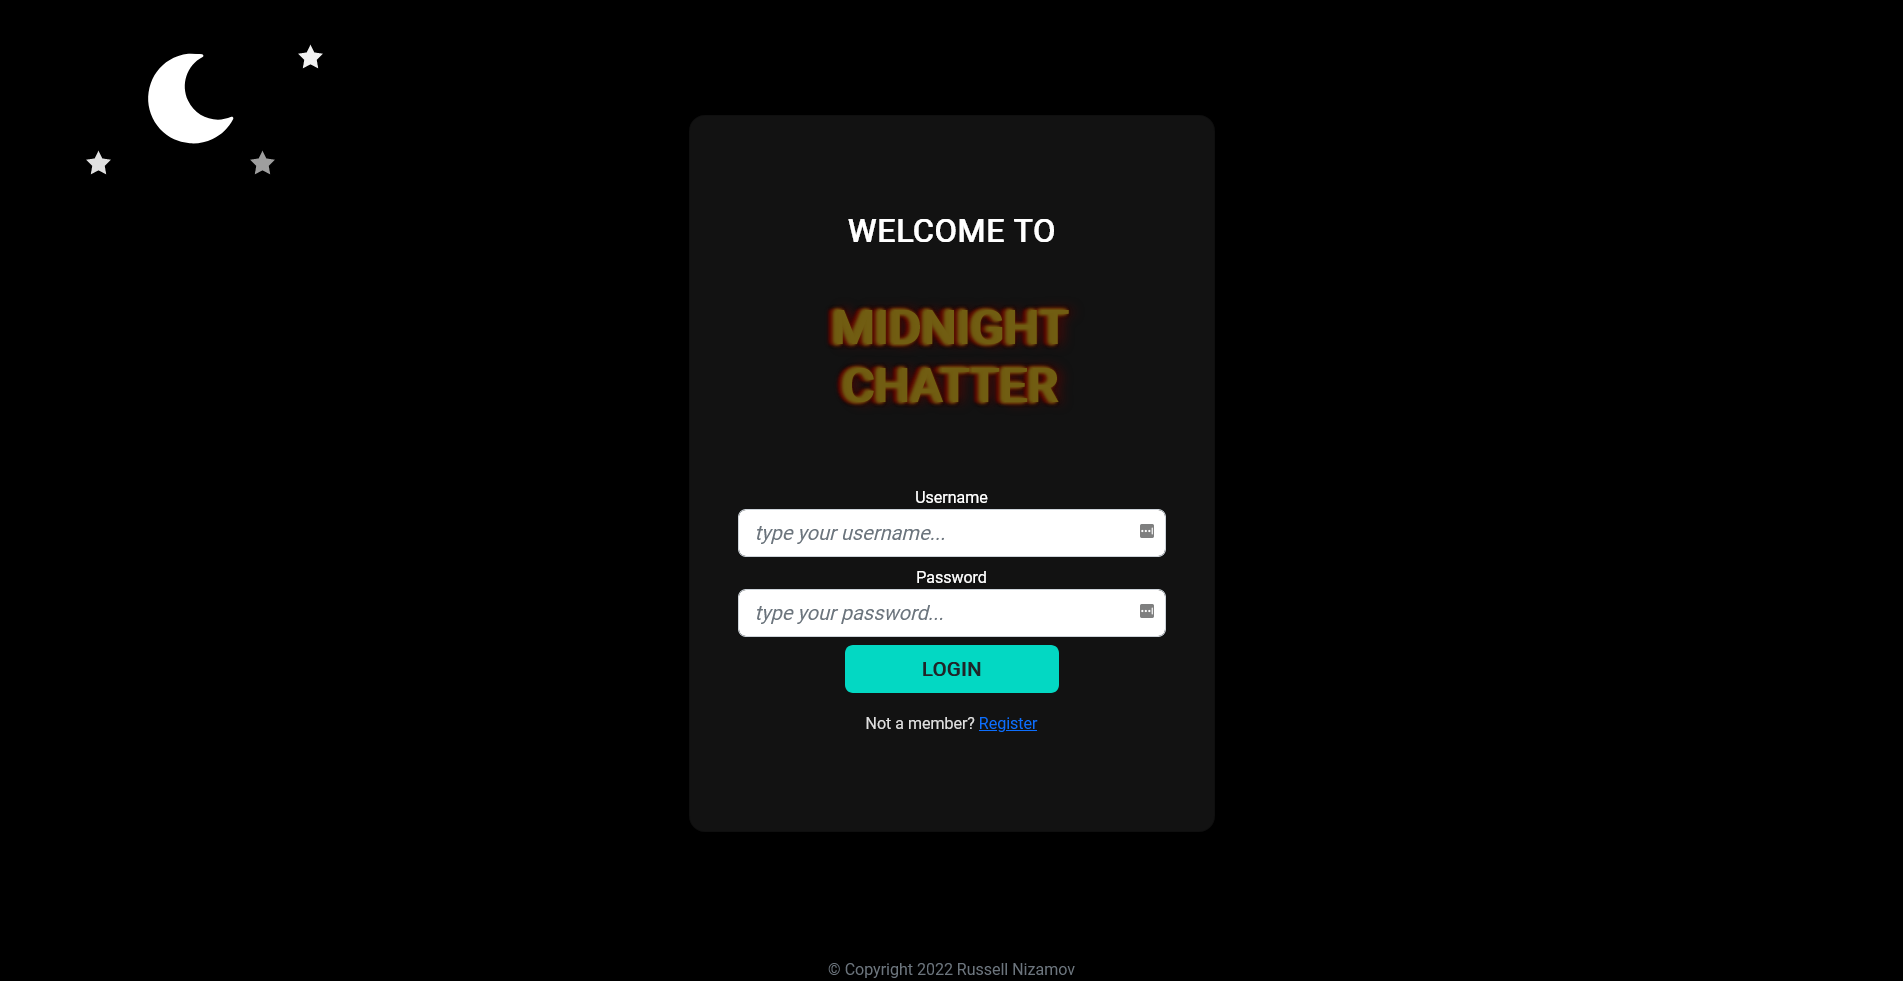 WELCOME TO
MIDNIGHT
CHATTER
Username
type your username...
Password
type your password...
LOGIN
Not a member? Register
© Copyright 2022 Russell Nizamov